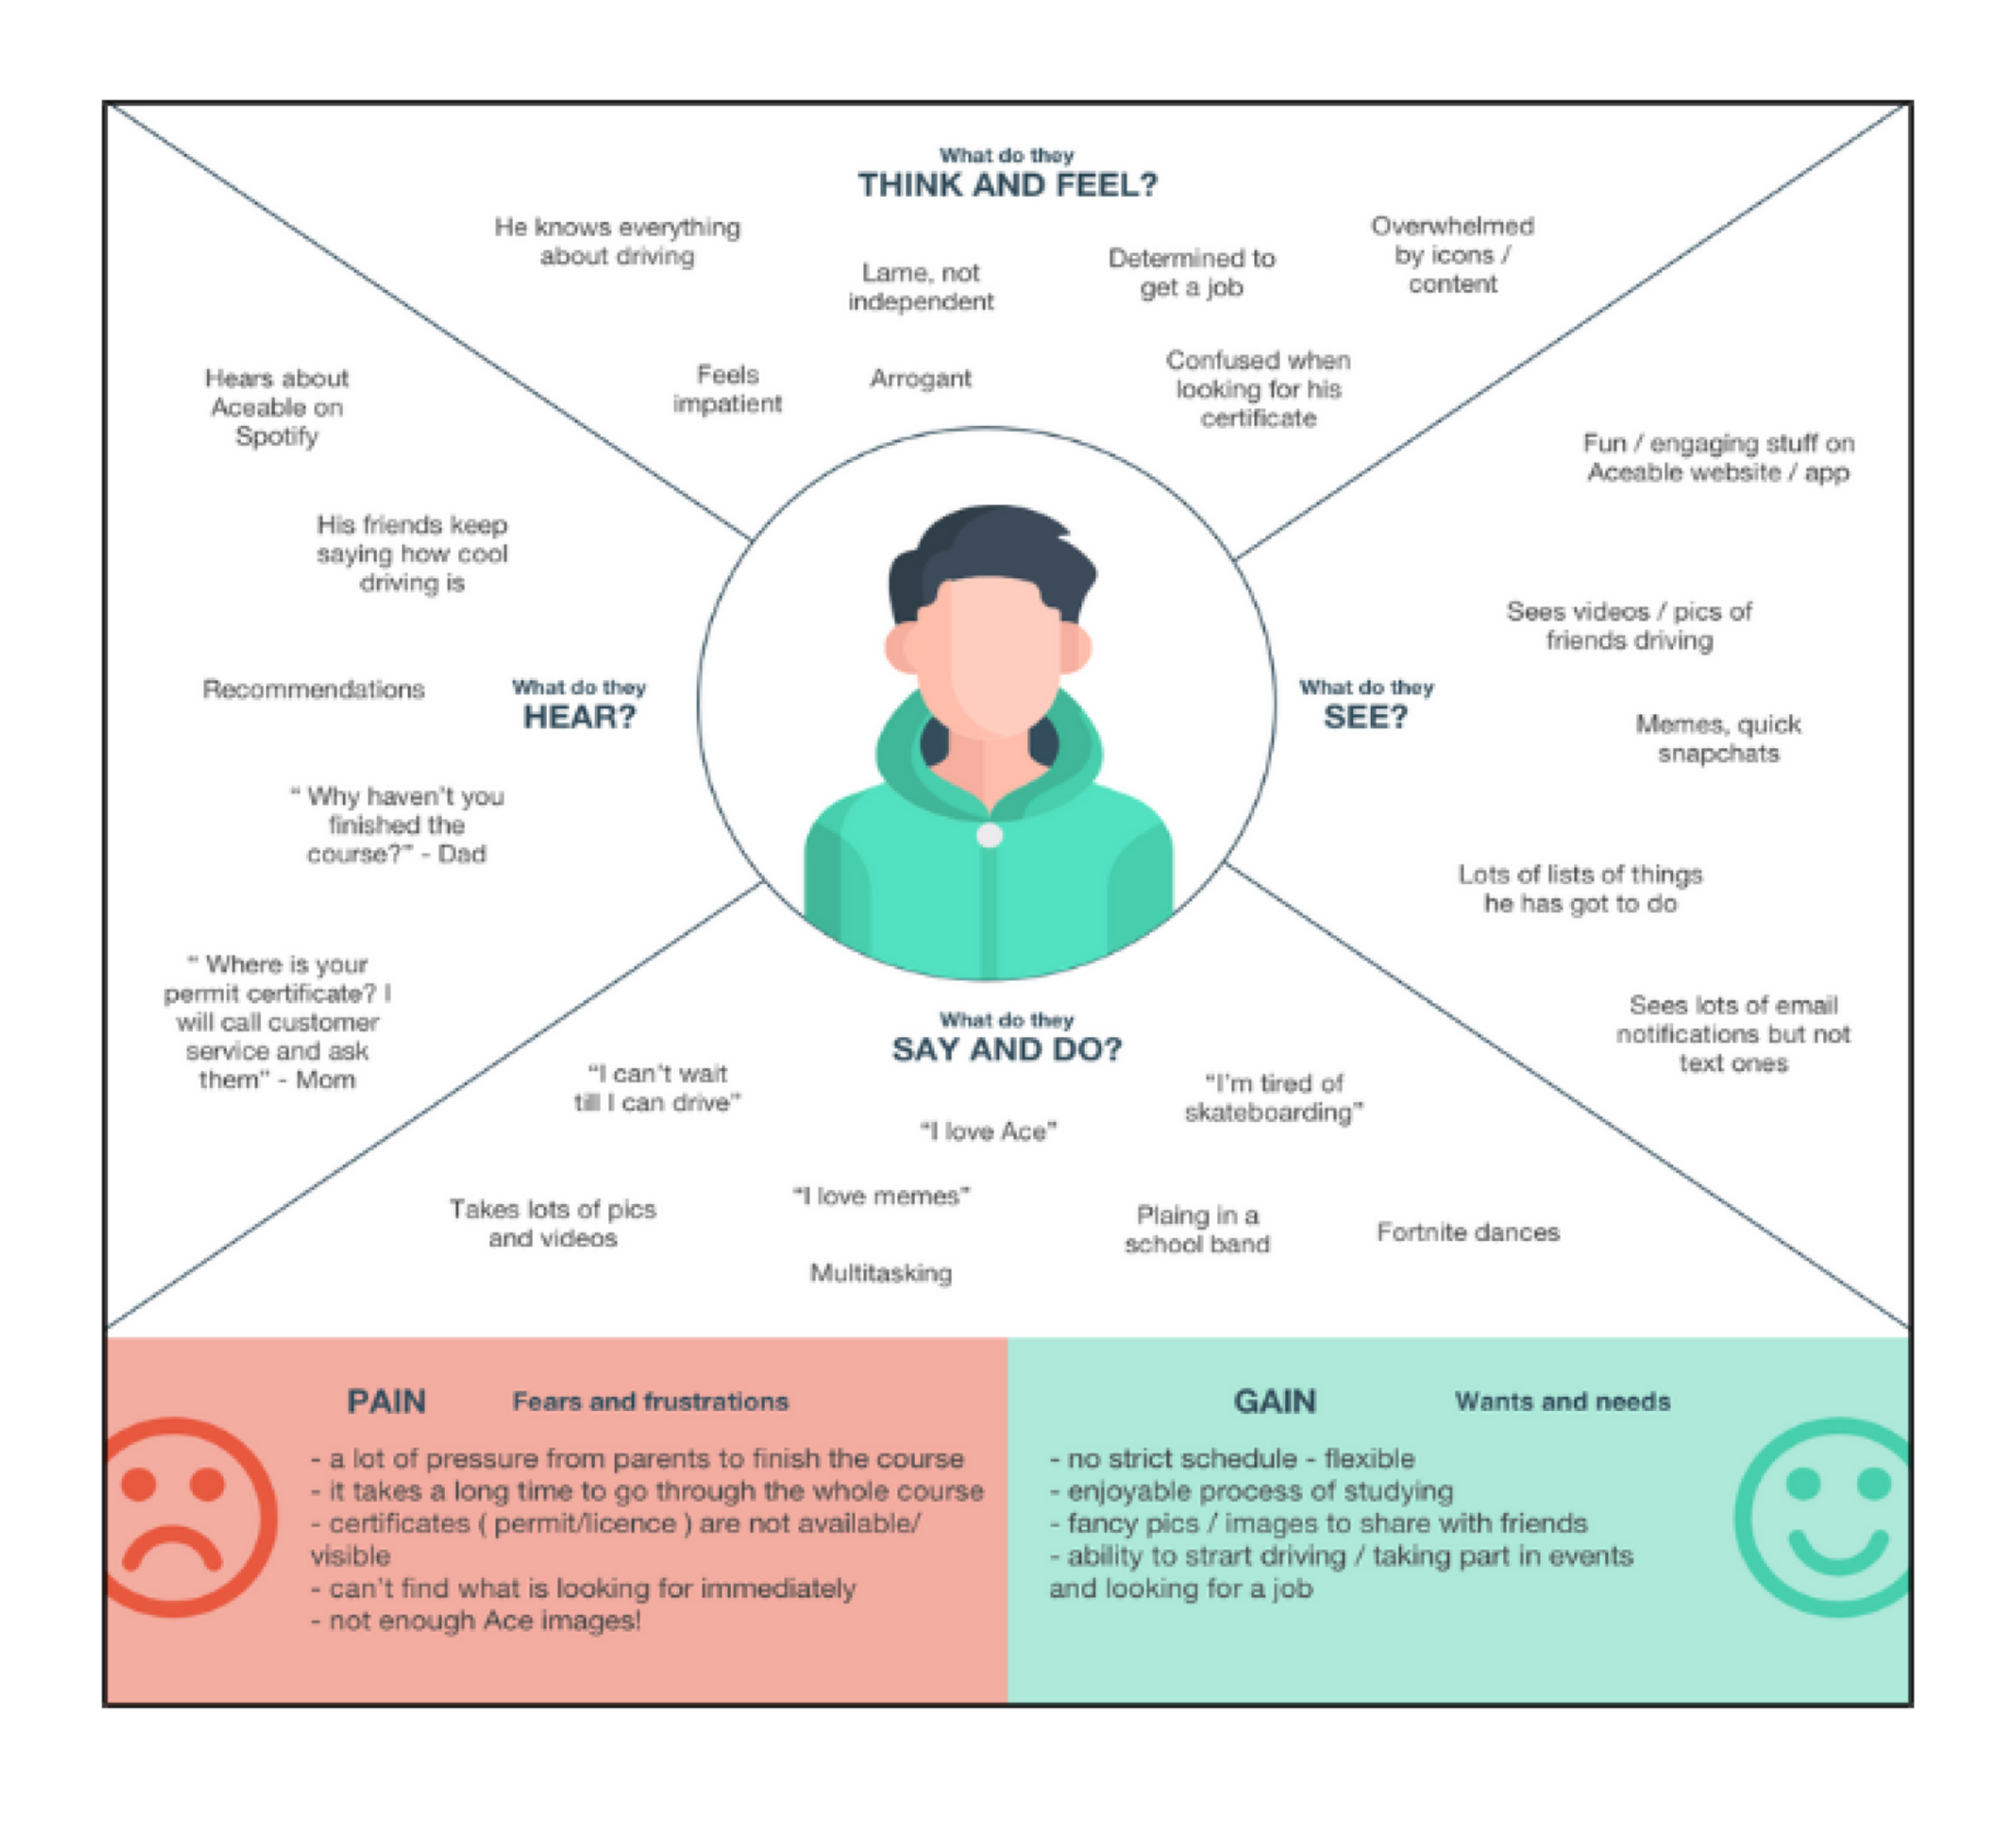 What do they
THINK AND FEEL?
He knows everything
about driving
Lame, not
independent
Determined to
get a job
Overwhelmed
by icons /
content
Feels
impatient
Arrogant
Confused when
looking for his
certificate
Hears about
Aceable on
Spotify
His friends keep
saying how cool
driving is
Recommendations
What do they
HEAR?
“ Why haven't you
finished the
course?” - Dad
“ Where is your
permit certificate? I
will call customer
service and ask
them” - Mom
Fun / engaging stuff on
Aceable website / app
Sees videos / pics of
friends driving
What do they
SEE?
Memes, quick
snapchats
Lots of lists of things
he has got to do
Sees lots of email
notifications but not
text ones
What do they
SAY AND DO?
“I can't wait
till I can drive”
“I love Ace”
“I'm tired of
skateboarding”
Takes lots of pics
and videos
“I love memes”
Multitasking
Plaing in a
school band
Fortnite dances
PAIN Fears and frustrations
- a lot of pressure from parents to finish the course
- it takes a long time to go through the whole course
- certificates ( permit/licence ) are not available/
visible
- can't find what is looking for immediately
- not enough Ace images!
GAIN Wants and needs
- no strict schedule - flexible
- enjoyable process of studying
- fancy pics / images to share with friends
- ability to strart driving / taking part in events
and looking for a job